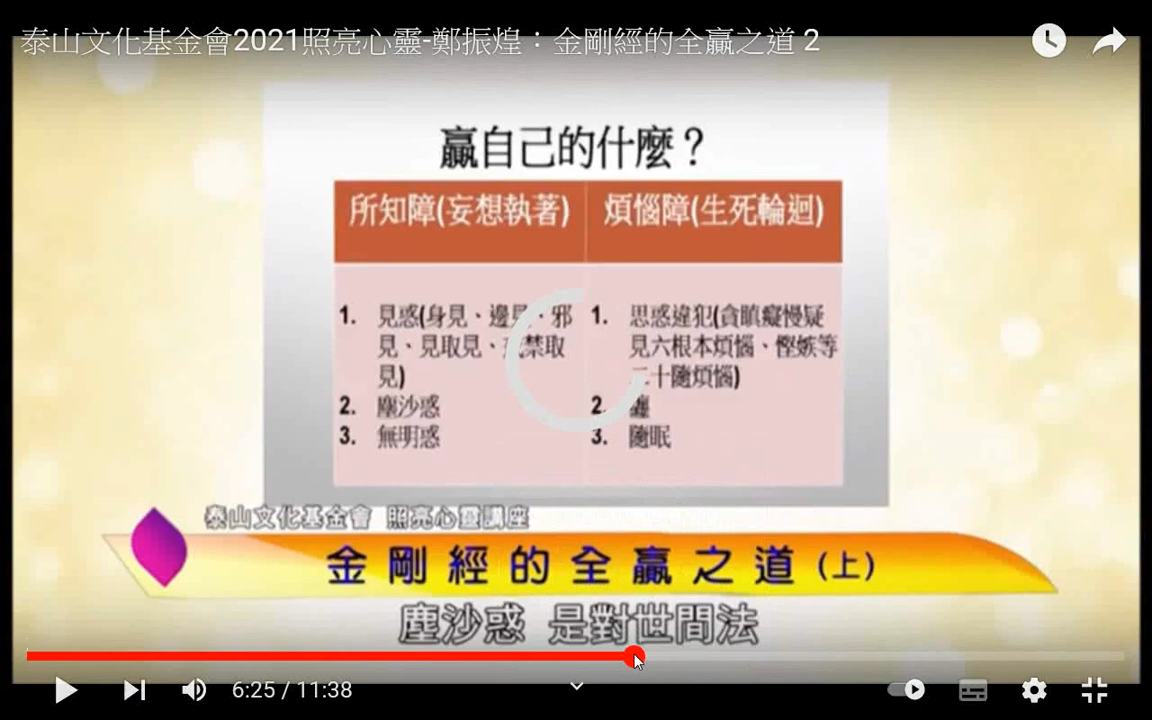 泰山文化基金會2021照亮心靈-鄭振煌：金剛經的全贏之道 2
贏自己的什麼？
所知障(妄想執著)
煩惱障(生死輪迴)
1. 見惑(身見、邊見、邪
見、見取見、戒禁取
見)
2. 塵沙惑
3. 無明惑
1. 思惑違犯(貪瞋癡慢疑
見六根本煩惱、慳嫉等
二十隨煩惱)
2. 纏
3. 隨眠
泰山文化基金會 照亮心靈講座
金剛經的全贏之道(上)
塵沙惑 是對世間法
6:25 / 11:38